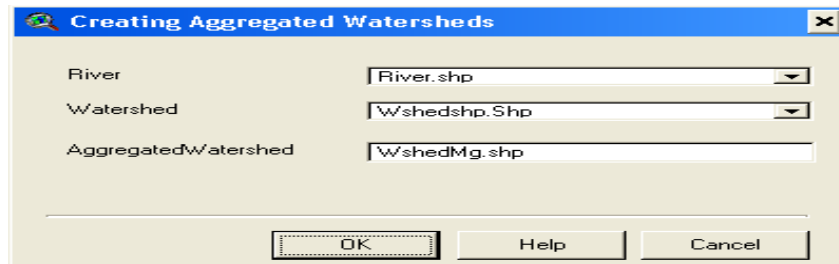 Creating Aggregated Watersheds
River River.shp
Watershed Wshedshp.Shp
AggregatedWatershed WshedMg.shp
OK Help Cancel